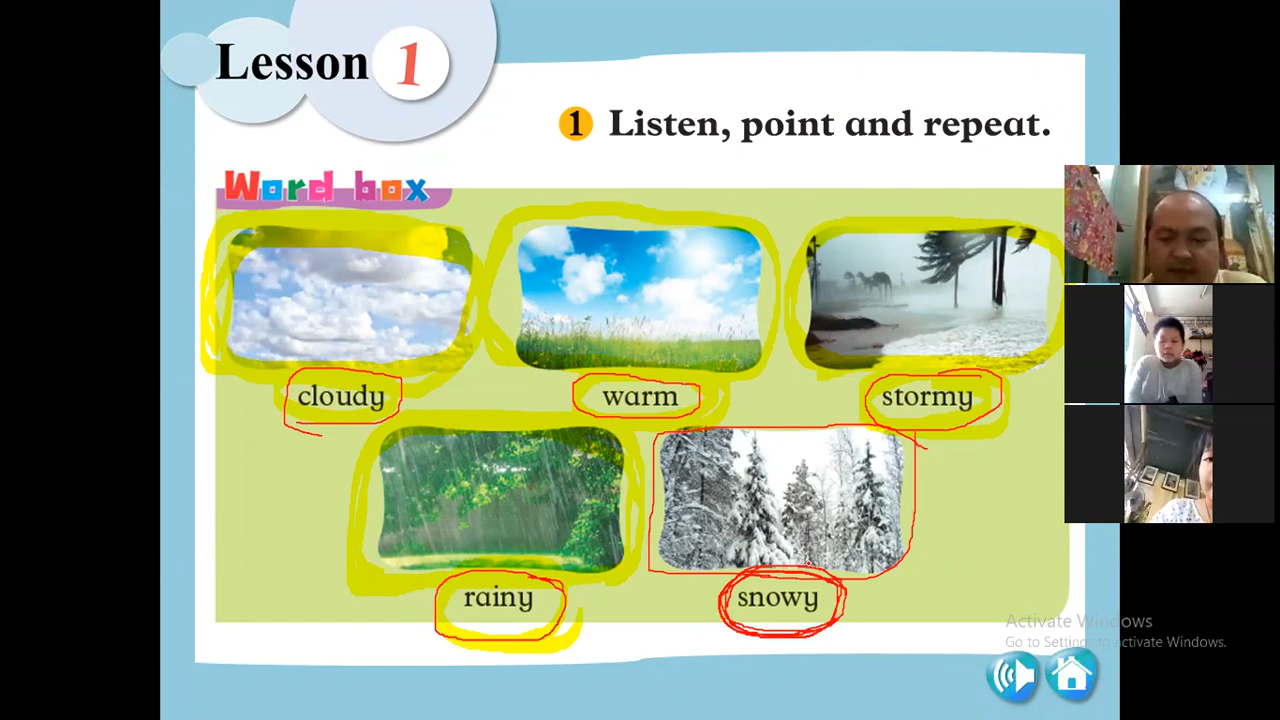 Lesson 1
1 Listen, point and repeat.
Word box
cloudy
warm
stormy
rainy
snowy
Activate Windows
Go to Settings to activate Windows.